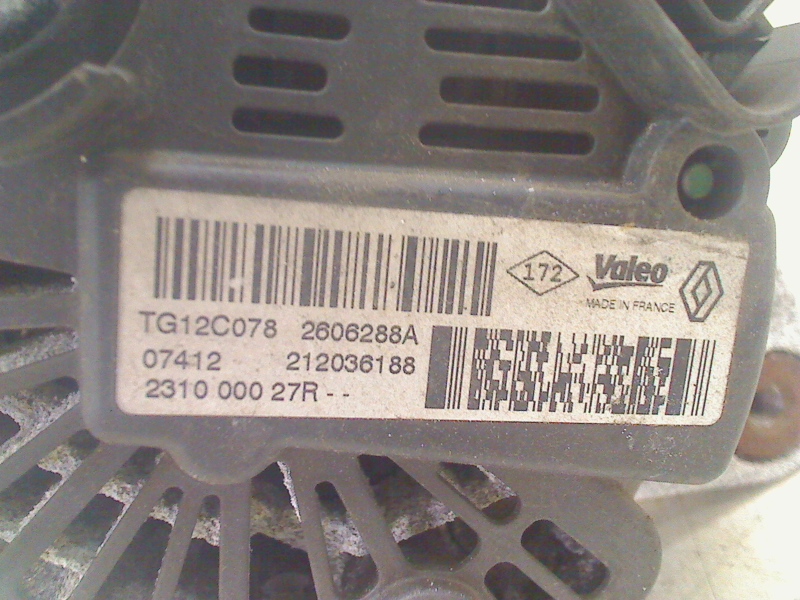 172 Valeo
MADE IN FRANCE
TG12C078 2606288A
07412 212036188
2310 000 27R - -